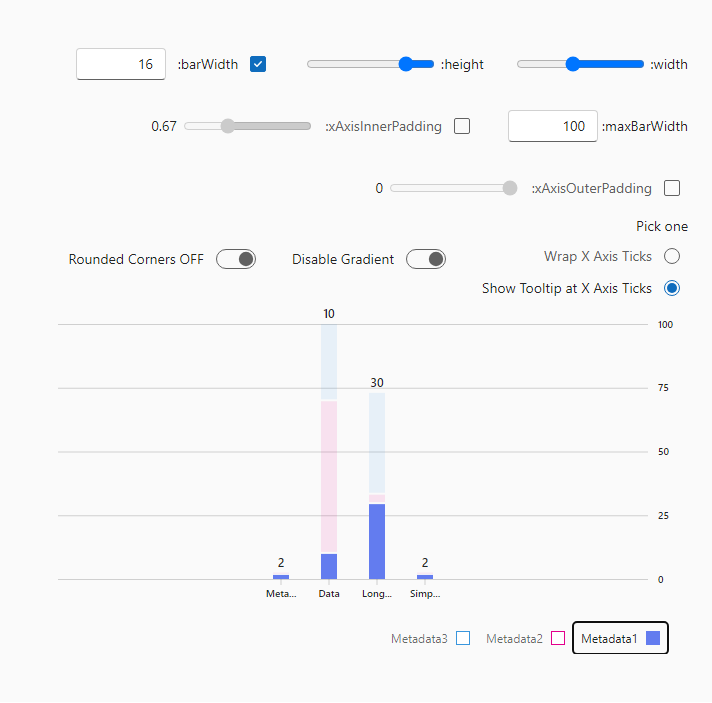 16 :barWidth :height :width
0.67 :xAxisInnerPadding 100 :maxBarWidth
0 :xAxisOuterPadding
Pick one
Rounded Corners OFF Disable Gradient Wrap X Axis Ticks
Show Tooltip at X Axis Ticks
10
100
30
75
50
25
2
2
0
Meta... Data Long... Simp...
Metadata3 Metadata2 Metadata1